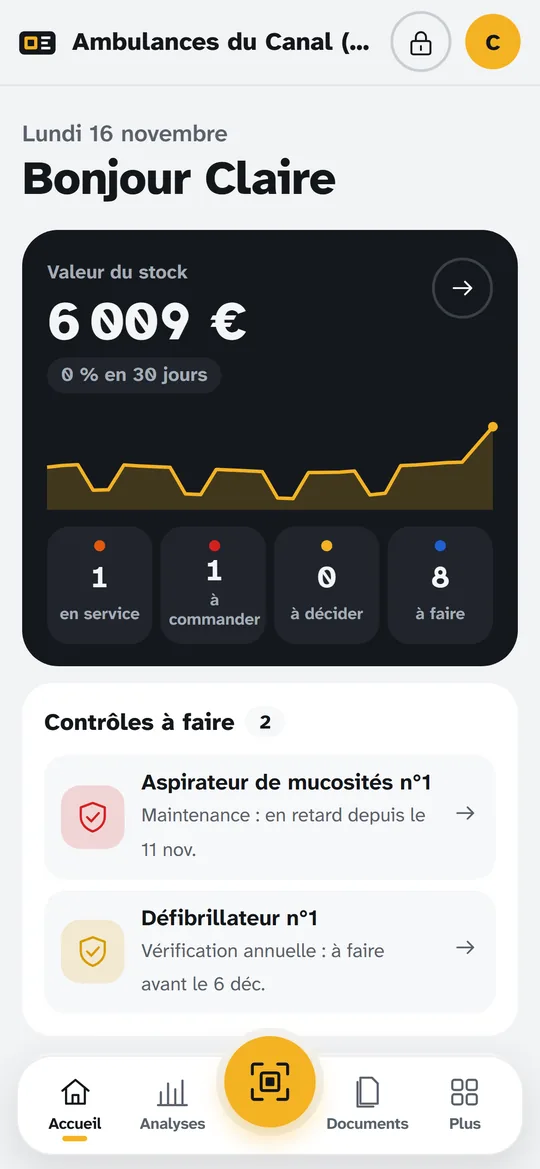 Ambulances du Canal (...
C
Lundi 16 novembre
Bonjour Claire
Valeur du stock
6 009 €
0 % en 30 jours
1
en service
1
à
commander
0
à décider
8
à faire
Contrôles à faire 2
Aspirateur de mucosités n°1
Maintenance : en retard depuis le
11 nov.
Défibrillateur n°1
Vérification annuelle : à faire
avant le 6 déc.
Accueil
Analyses
Documents
Plus